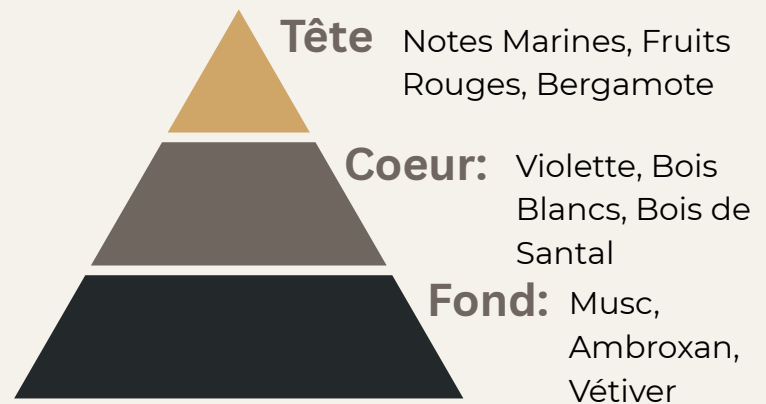 Tête Notes Marines, Fruits
Rouges, Bergamote
Coeur: Violette, Bois
Blancs, Bois de
Santal
Fond: Musc,
Ambroxan,
Vétiver